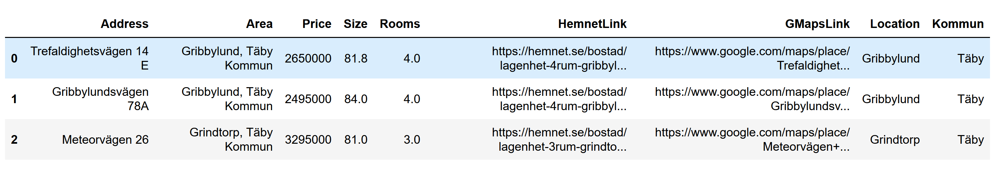 Address Area Price Size Rooms HemnetLink GMapsLink Location Kommun
0 Trefaldighetsvägen 14 E Gribbylund, Täby Kommun 2650000 81.8 4.0 https://hemnet.se/bostad/lagenhet-4rum-gribbyl... https://www.google.com/maps/place/Trefaldighet... Gribbylund Täby
1 Gribbylundsvägen 78A Gribbylund, Täby Kommun 2495000 84.0 4.0 https://hemnet.se/bostad/lagenhet-4rum-gribbyl... https://www.google.com/maps/place/Gribbylundsv... Gribbylund Täby
2 Meteorvägen 26 Grindtorp, Täby Kommun 3295000 81.0 3.0 https://hemnet.se/bostad/lagenhet-3rum-grindto... https://www.google.com/maps/place/Meteorvägen+... Grindtorp Täby